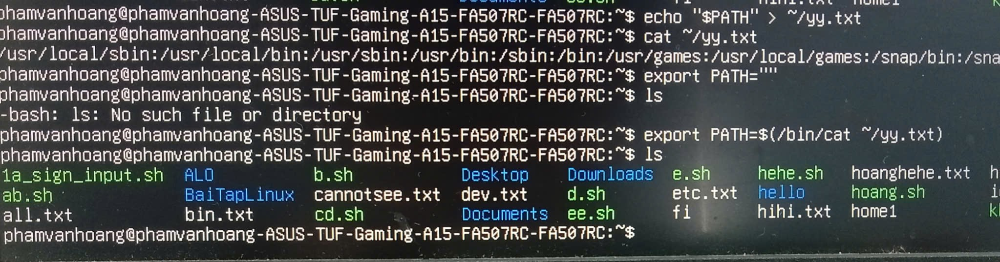 hihi.txt home1
phamvanhoang@phamvanhoang-ASUS-TUF-Gaming-A15-FA507RC-FA507RC:~$ echo "$PATH" > ~/yy.txt
phamvanhoang@phamvanhoang-ASUS-TUF-Gaming-A15-FA507RC-FA507RC:~$ cat ~/yy.txt
/usr/local/sbin:/usr/local/bin:/usr/sbin:/usr/bin:/sbin:/bin:/usr/games:/usr/local/games:/snap/bin:/sna
phamvanhoang@phamvanhoang-ASUS-TUF-Gaming-A15-FA507RC-FA507RC:~$ export PATH=""
phamvanhoang@phamvanhoang-ASUS-TUF-Gaming-A15-FA507RC-FA507RC:~$ ls
-bash: ls: No such file or directory
phamvanhoang@phamvanhoang-ASUS-TUF-Gaming-A15-FA507RC-FA507RC:~$ export PATH=$(/bin/cat ~/yy.txt)
phamvanhoang@phamvanhoang-ASUS-TUF-Gaming-A15-FA507RC-FA507RC:~$ ls
1a_sign_input.sh ALO b.sh Desktop Downloads e.sh hehe.sh hoanghehe.txt
ab.sh BaiTapLinux cannotsee.txt dev.txt d.sh etc.txt hello hoang.sh
all.txt bin.txt cd.sh Documents ee.sh fi hihi.txt home1
phamvanhoang@phamvanhoang-ASUS-TUF-Gaming-A15-FA507RC-FA507RC:~$